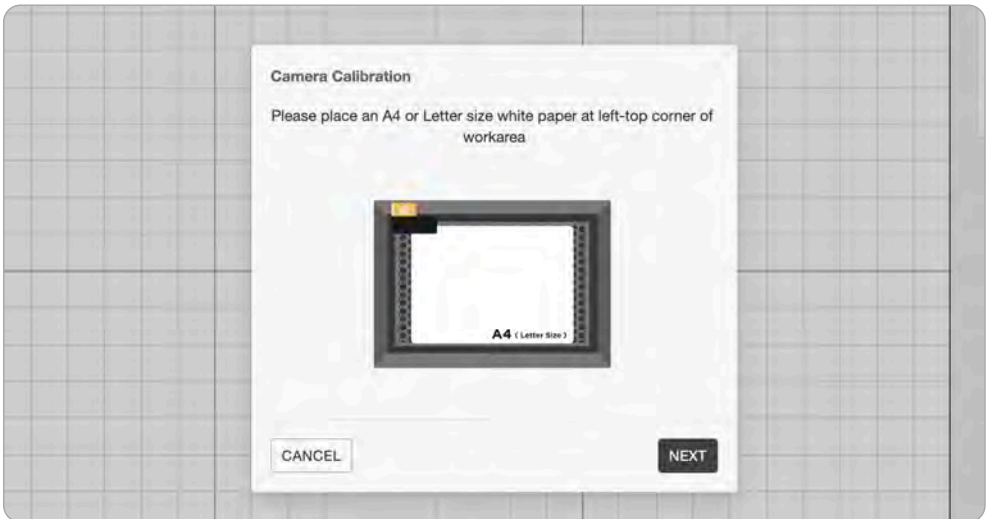 Camera Calibration
Please place an A4 or Letter size white paper at left-top corner of
workarea
A4 ( Letter Size )
CANCEL
NEXT